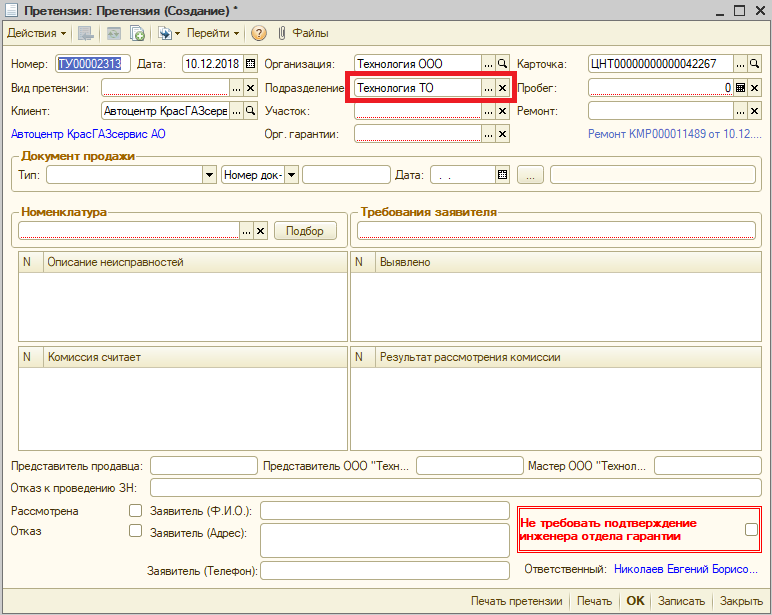 Претензия: Претензия (Создание) *
Действия Перейти ? Файлы
Номер: ТУ00002313 Дата: 10.12.2018 Организация: Технология ООО ... Карточка: ЦНТ00000000000042267 ...
Вид претензии: ... Подразделение: Технология ТО ... Пробег: 0
Клиент: Автоцентр КрасГАЗсерв ... Участок: ... Ремонт: ...
Автоцентр КрасГАЗсервис АО Орг. гарантии: ... Ремонт КМР000011489 от 10.12....
Документ продажи
Тип: Номер док- Дата: . . ...
Номенклатура Требования заявителя
... Подбор
N Описание неисправностей N Выявлено
N Комиссия считает N Результат рассмотрения комиссии
Представитель продавца: Представитель ООО "Техн... Мастер ООО "Технол...
Отказ к проведению ЗН:
Рассмотрена Заявитель (Ф.И.О.):
Отказ Заявитель (Адрес):
Не требовать подтверждение
инженера отдела гарантии
Заявитель (Телефон): Ответственный: Николаев Евгений Борисо...
Печать претензии Печать OK Записать Закрыть